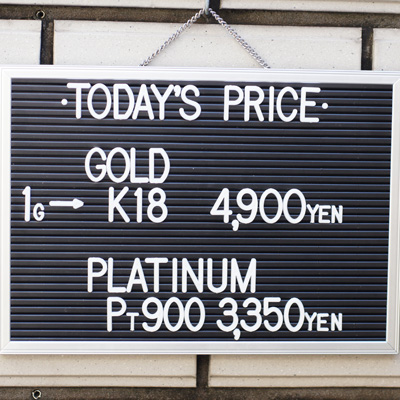 ·TODAY'S PRICE·
GOLD
1G→ K18 4,900YEN
PLATINUM
PT900 3,350YEN